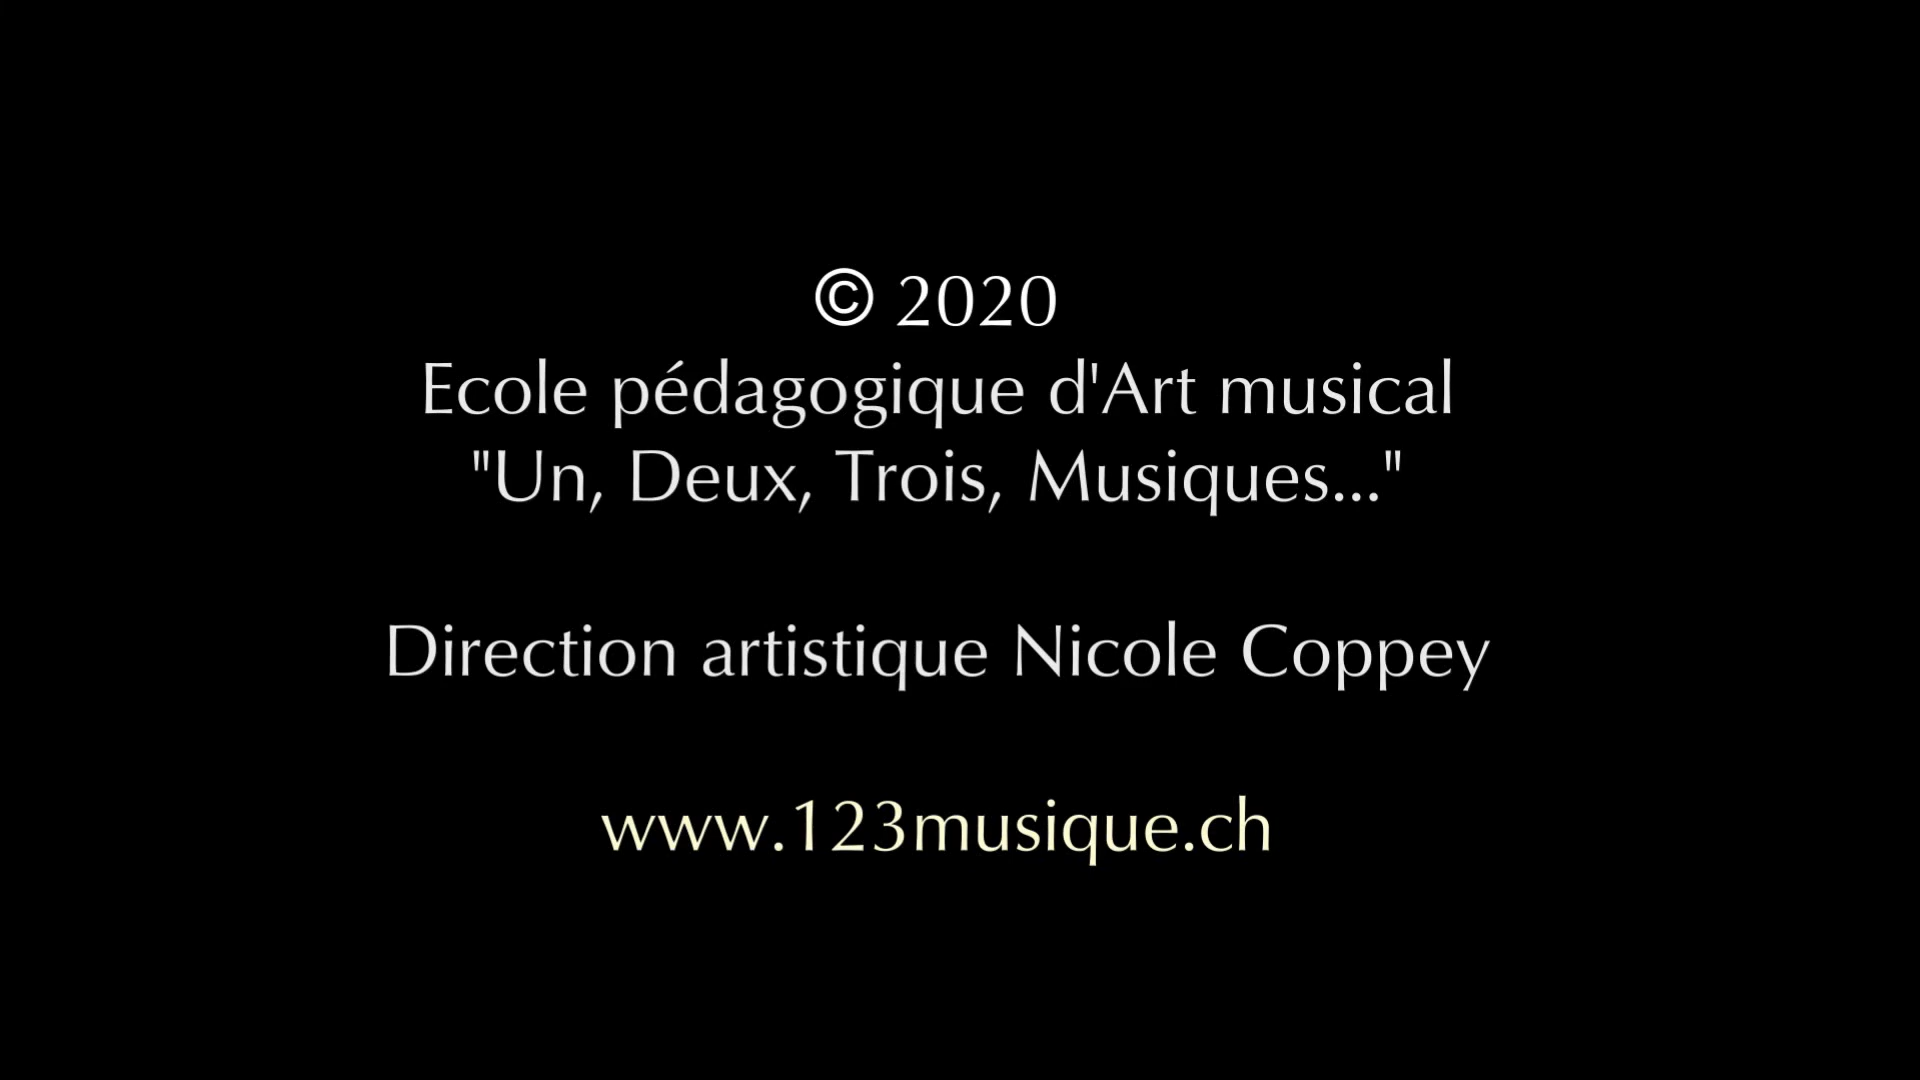 © 2020
Ecole pédagogique d'Art musical
"Un, Deux, Trois, Musiques..."
Direction artistique Nicole Coppey
www.123musique.ch